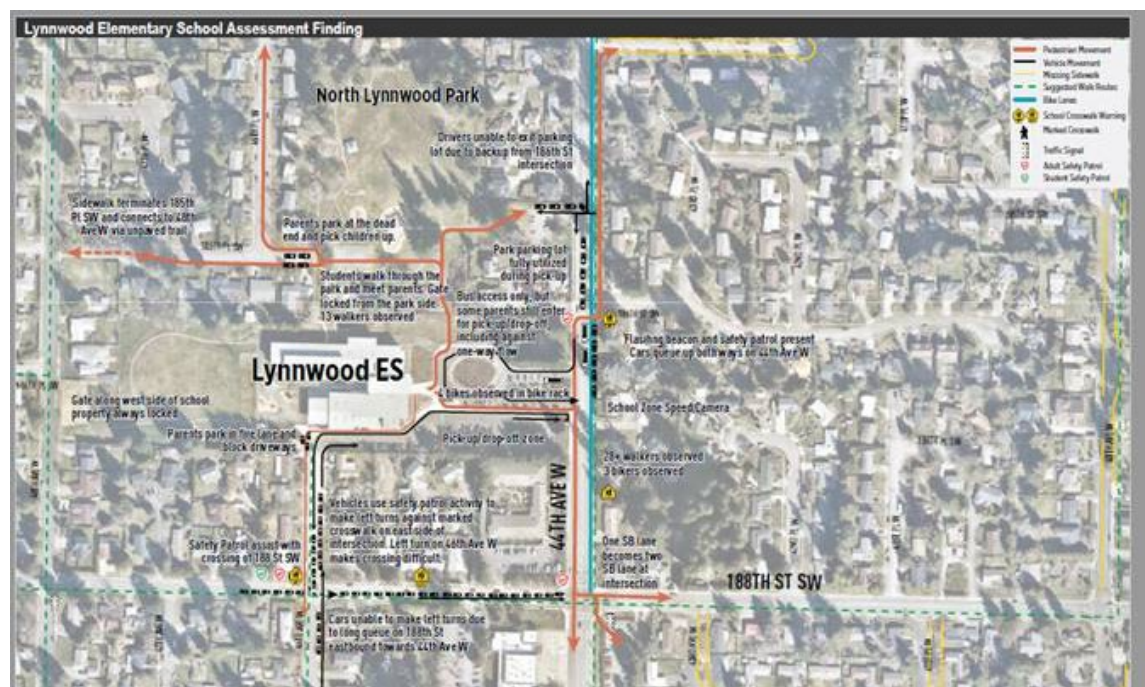 Lynnwood Elementary School Assessment Finding
Pedestrian Movement
Vehicle Movement
Missing Sidewalk
Suggested Walk Routes
Bike Lanes
School Crosswalk Warning
Marked Crosswalk
Traffic Signal
Adult Safety Patrol
Student Safety Patrol
North Lynnwood Park
Drivers unable to exit parking
lot due to backup from 186th St
intersection
Sidewalk terminates 185th
Pl SW and connects to 48th
Ave W via unpaved trail
Parents park at the dead
end and pick children up.
Park parking lot
fully utilized
during pick-up
Students walk through the
park and meet parents. Gate
locked from the park side
13 walkers observed
Bus access only, but
some parents still enter
for pick-up/drop-off,
including against
one-way flow
Flashing beacon and safety patrol present
Cars queue up both ways on 44th Ave W
Lynnwood ES
4 bikes observed in bike rack
Gate along west side of school
property always locked
School Zone Speed Camera
Parents park in fire lane and
block driveways
Pick-up/drop-off zone
28+ walkers observed
3 bikers observed
44TH AVE W
Vehicles use safety patrol activity to
make left turns against marked
crosswalk on east side of
intersection. Left turn on 46th Ave W
makes crossing difficult.
Safety Patrol assist with
crossing of 188 St SW
One SB lane
becomes two
SB lane at
intersection
188TH ST SW
Cars unable to make left turns due
to long queue on 188th St
eastbound towards 44th Ave W